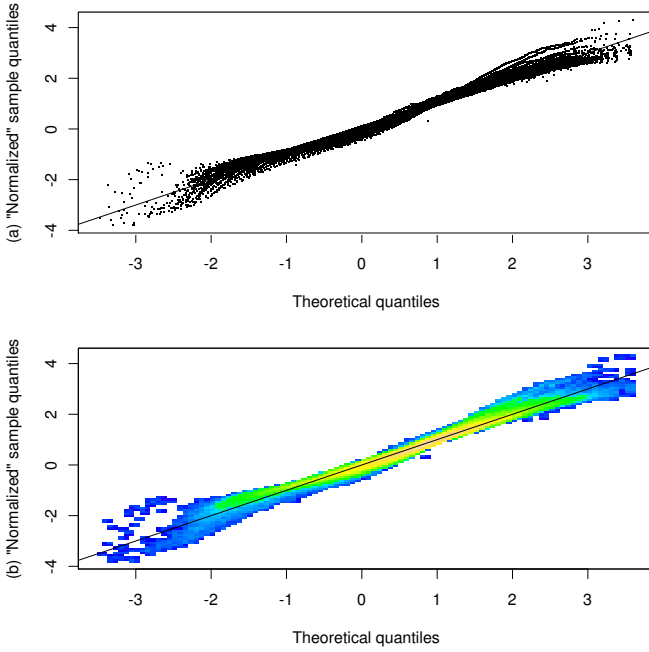 (a) "Normalized" sample quantiles
4
2
0
-2
-4
-3 -2 -1 0 1 2 3
Theoretical quantiles
(b) "Normalized" sample quantiles
4
2
0
-2
-4
-3 -2 -1 0 1 2 3
Theoretical quantiles